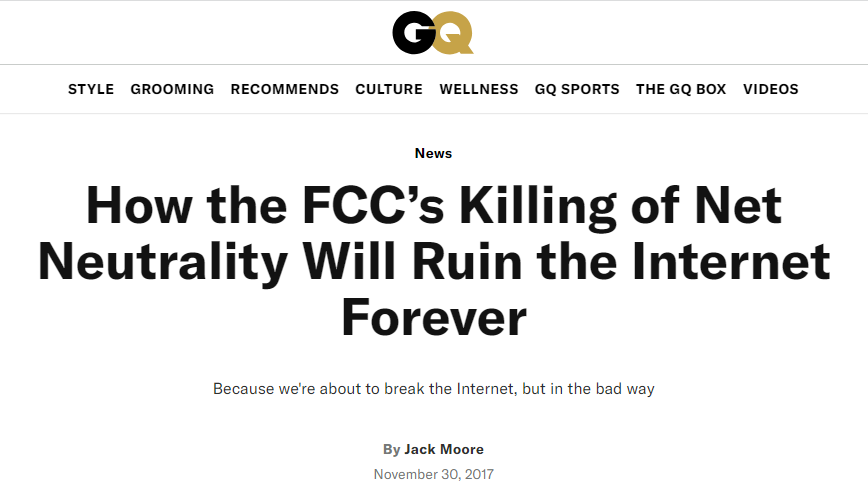 GQ
STYLE GROOMING RECOMMENDS CULTURE WELLNESS GQ SPORTS THE GQ BOX VIDEOS
News
How the FCC’s Killing of Net
Neutrality Will Ruin the Internet
Forever
Because we're about to break the Internet, but in the bad way
By Jack Moore
November 30, 2017